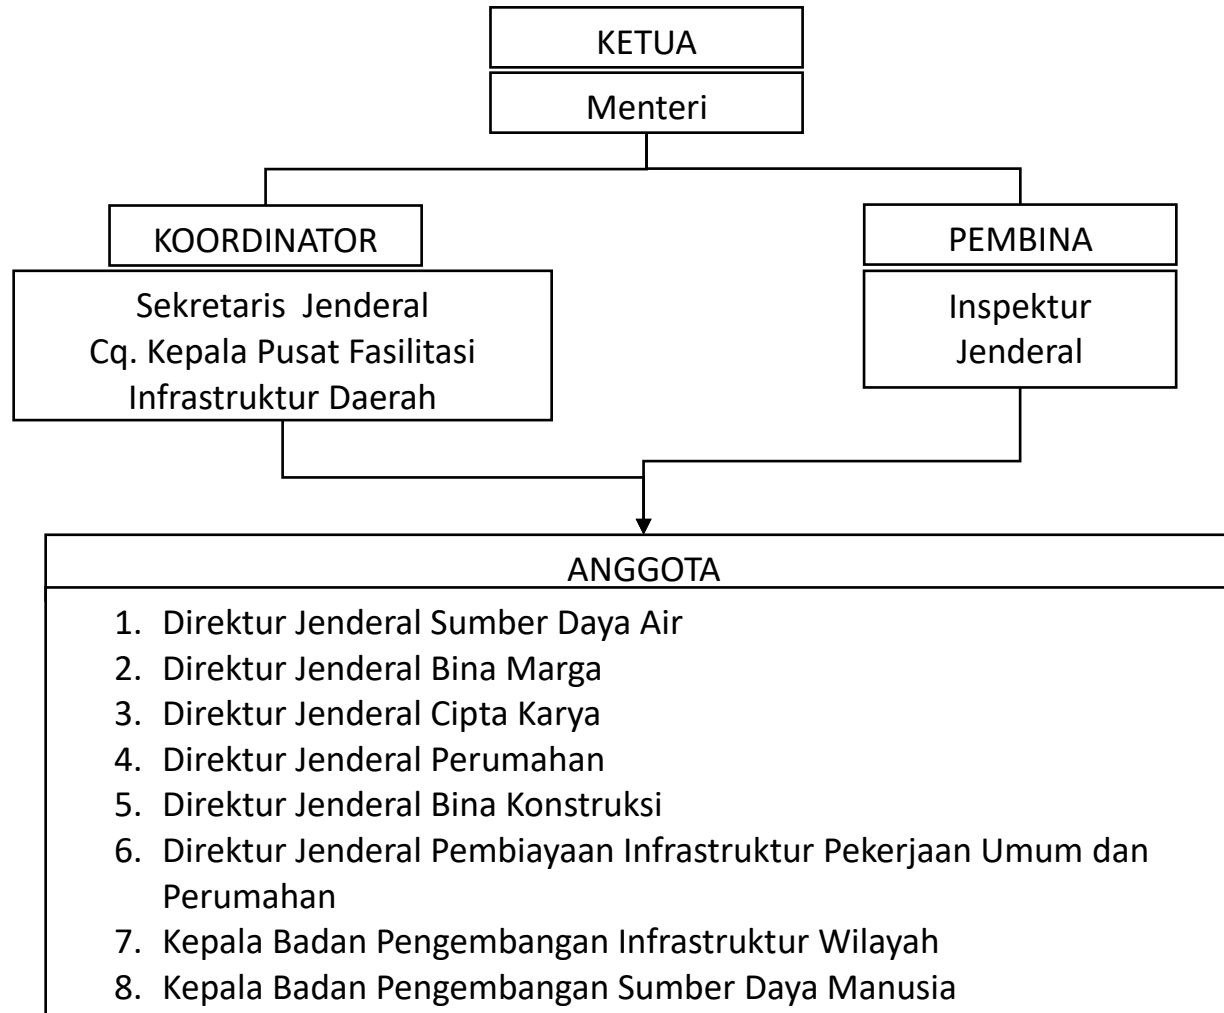 KETUA
Menteri
KOORDINATOR
Sekretaris Jenderal
Cq. Kepala Pusat Fasilitasi
Infrastruktur Daerah
PEMBINA
Inspektur
Jenderal
ANGGOTA
1. Direktur Jenderal Sumber Daya Air
2. Direktur Jenderal Bina Marga
3. Direktur Jenderal Cipta Karya
4. Direktur Jenderal Perumahan
5. Direktur Jenderal Bina Konstruksi
6. Direktur Jenderal Pembiayaan Infrastruktur Pekerjaan Umum dan
Perumahan
7. Kepala Badan Pengembangan Infrastruktur Wilayah
8. Kepala Badan Pengembangan Sumber Daya Manusia